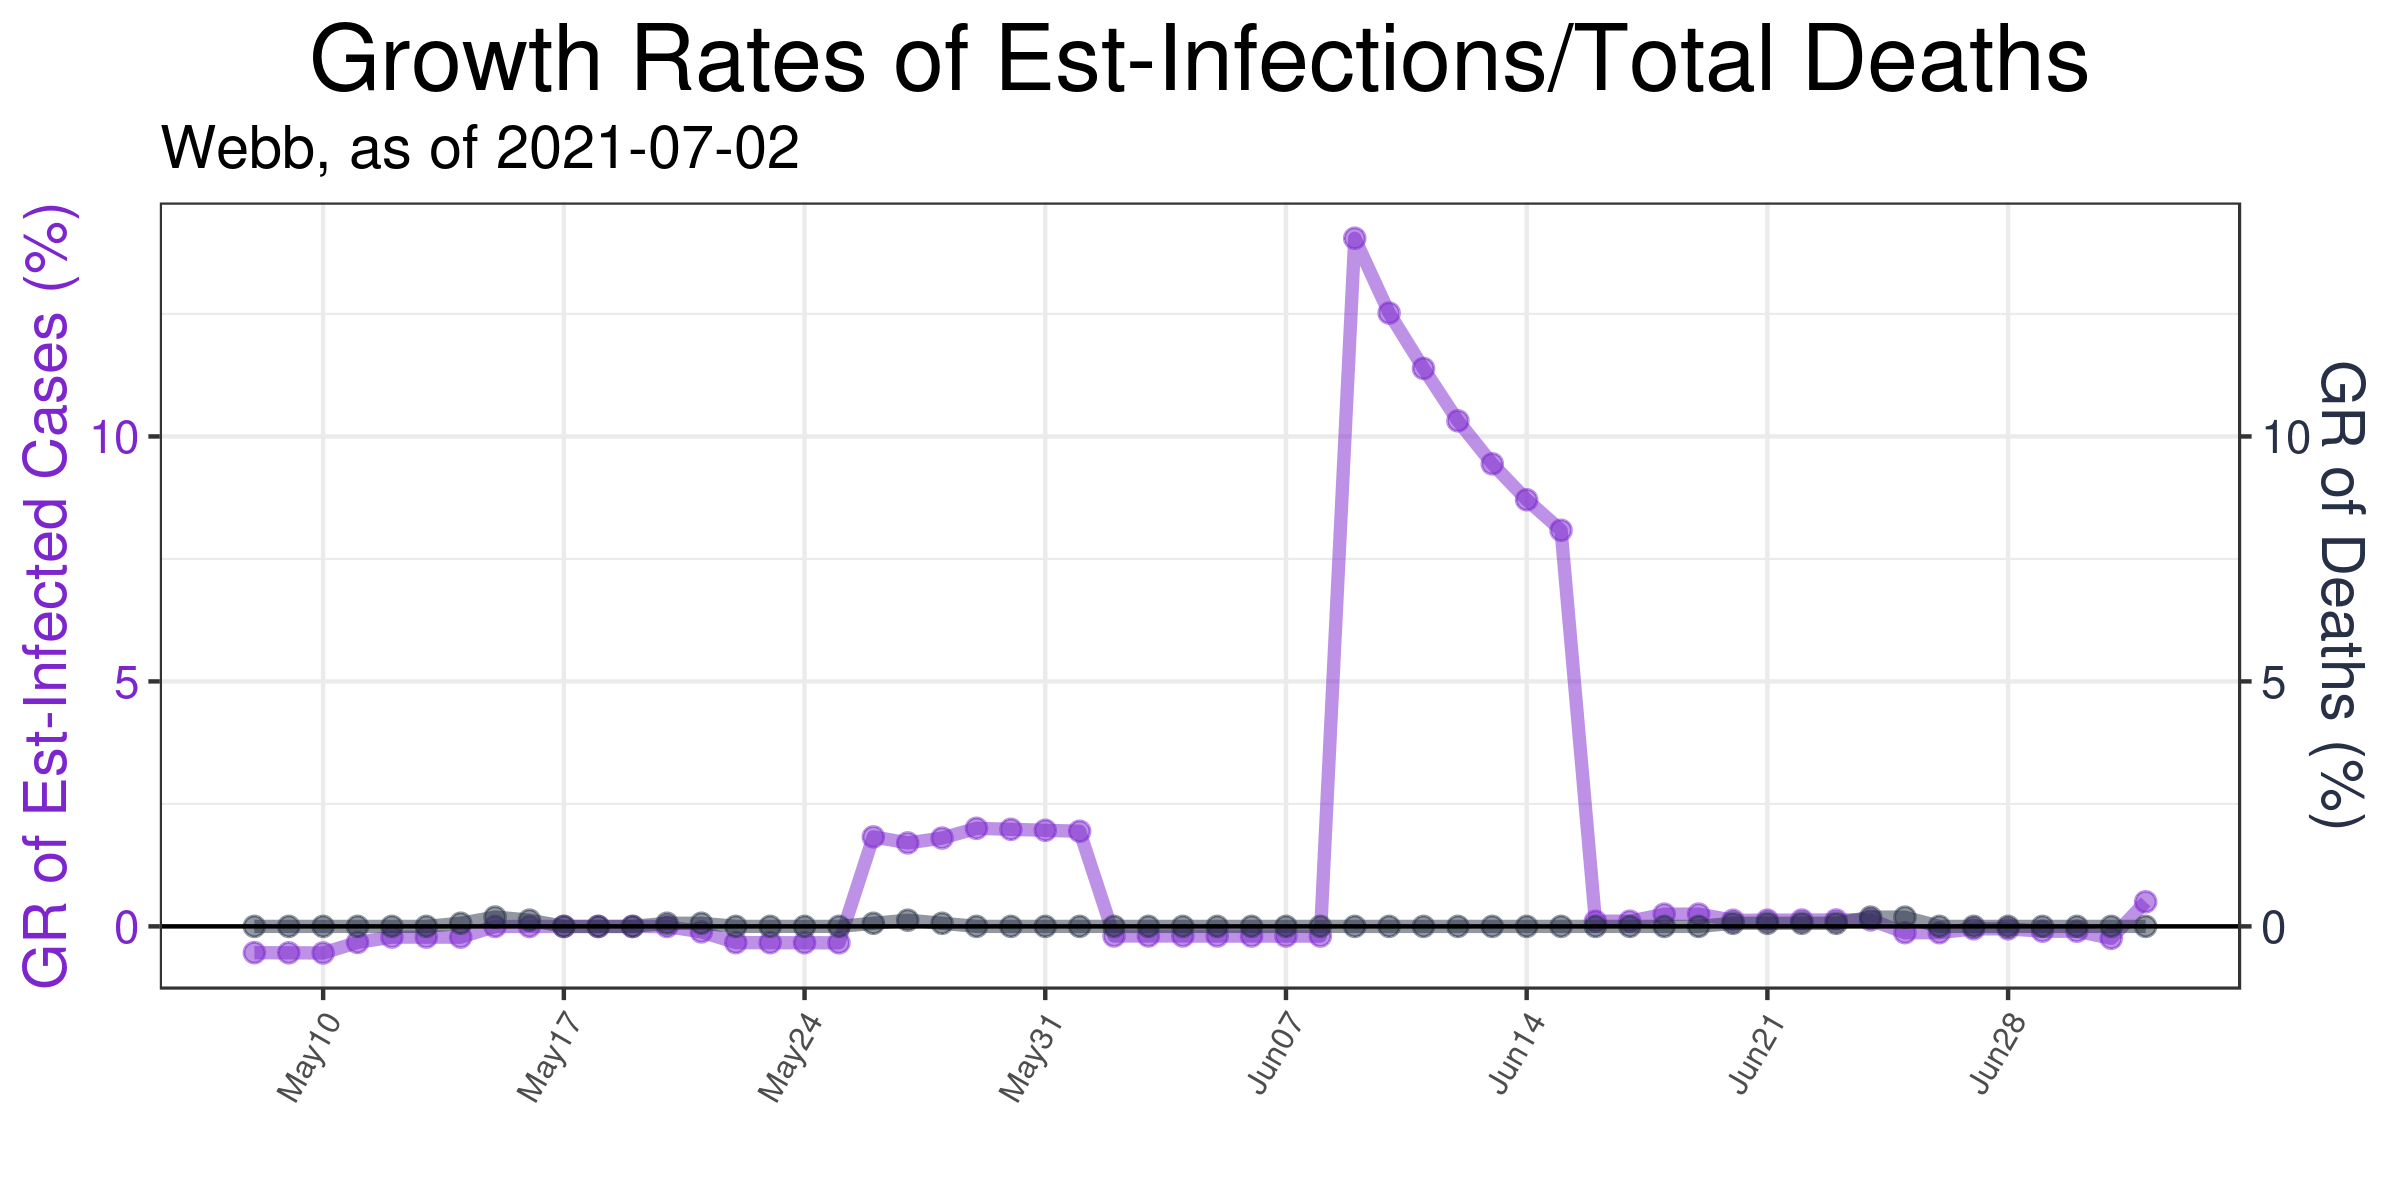 Growth Rates of Est-Infections/Total Deaths
Webb, as of 2021-07-02
GR of Est-Infected Cases (%)
10
5
0
10
5
0
GR of Deaths (%)
May10
May17
May24
May31
Jun07
Jun14
Jun21
Jun28